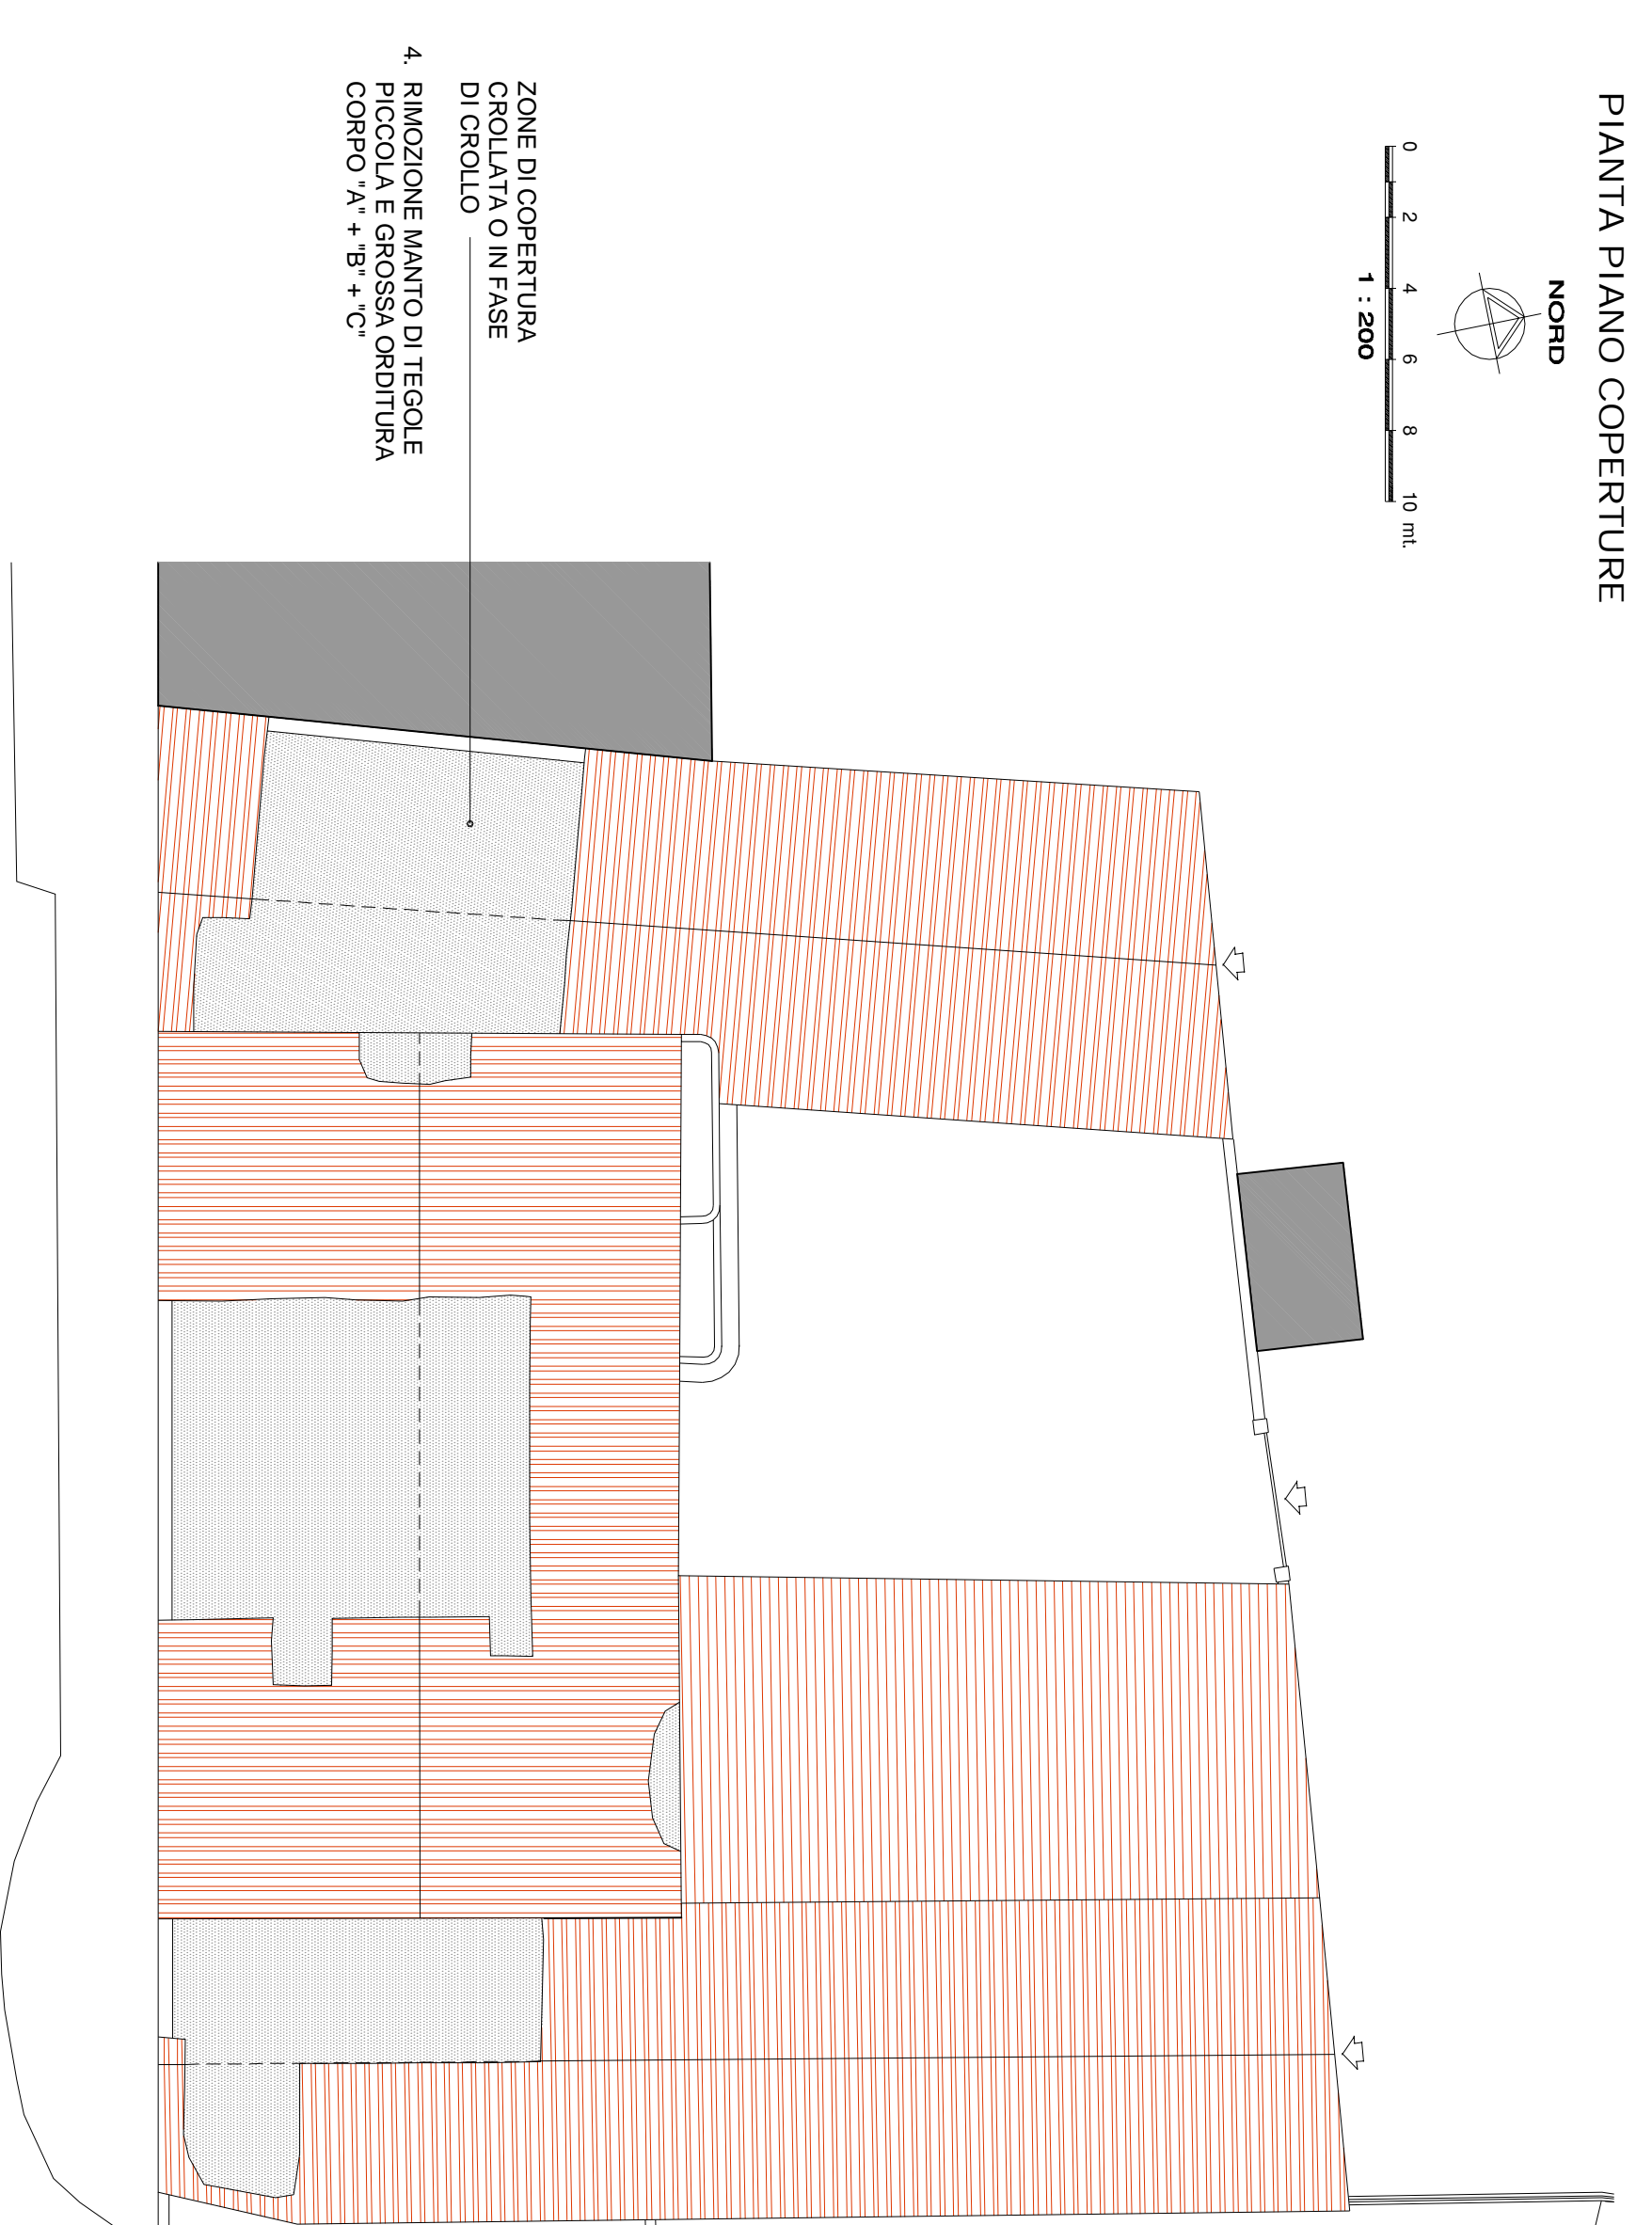 PIANTA PIANO COPERTURE
NORD
0 2 4 6 8 10 mt.
1 : 200
ZONE DI COPERTURA
CROLLATA O IN FASE
DI CROLLO
4. RIMOZIONE MANTO DI TEGOLE
PICCOLA E GROSSA ORDITURA
CORPO "A" + "B" + "C"